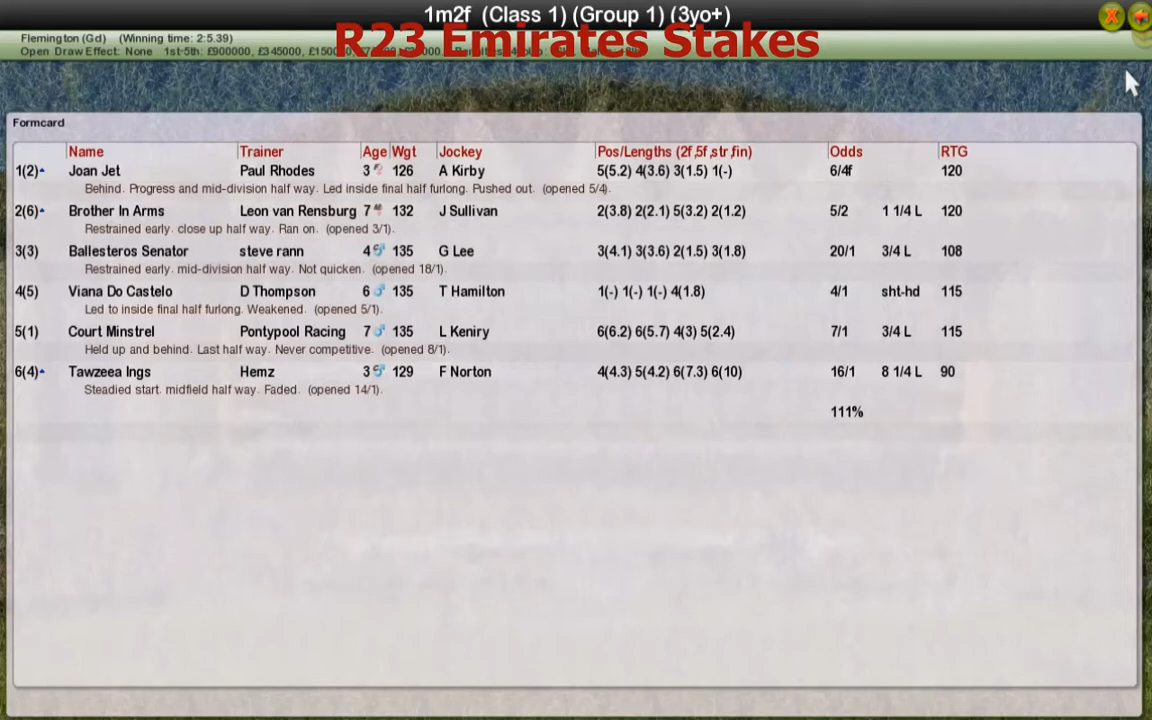 1m2f (Class 1) (Group 1) (3yo+)
Flemington (Gd) (Winning time: 2:5.39)
R23 Emirates Stakes
Open Draw Effect: None 1st-5th: £900000, £345000,
Formcard
Name Trainer Age Wgt Jockey Pos/Lengths (2f,5f,str,fin) Odds RTG
1(2) Joan Jet Paul Rhodes 3 126 A Kirby 5(5.2) 4(3.6) 3(1.5) 1(-) 6/4f 120
Behind. Progress and mid-division half way. Led inside final half furlong. Pushed out. (opened 5/4).
2(6) Brother In Arms Leon van Rensburg 7 132 J Sullivan 2(3.8) 2(2.1) 5(3.2) 2(1.2) 5/2 1 1/4 L 120
Restrained early. close up half way. Ran on. (opened 3/1).
3(3) Ballesteros Senator steve rann 4 135 G Lee 3(4.1) 3(3.6) 2(1.5) 3(1.8) 20/1 3/4 L 108
Restrained early. mid-division half way. Not quicken. (opened 18/1).
4(5) Viana Do Castelo D Thompson 6 135 T Hamilton 1(-) 1(-) 1(-) 4(1.8) 4/1 sht-hd 115
Led to inside final half furlong. Weakened. (opened 5/1).
5(1) Court Minstrel Pontypool Racing 7 135 L Keniry 6(6.2) 6(5.7) 4(3) 5(2.4) 7/1 3/4 L 115
Held up and behind. Last half way. Never competitive. (opened 8/1).
6(4) Tawzeea Ings Hemz 3 129 F Norton 4(4.3) 5(4.2) 6(7.3) 6(10) 16/1 8 1/4 L 90
Steadied start. midfield half way. Faded. (opened 14/1).
111%